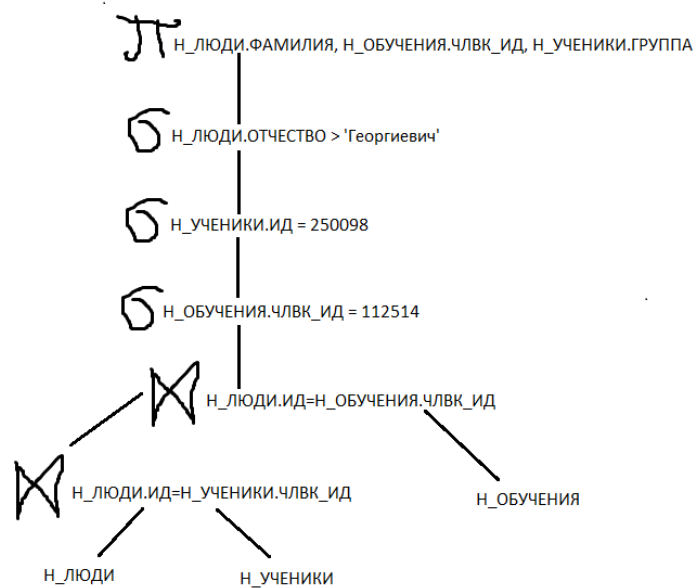 π Н_ЛЮДИ.ФАМИЛИЯ, Н_ОБУЧЕНИЯ.ЧЛВК_ИД, Н_УЧЕНИКИ.ГРУППА
σ Н_ЛЮДИ.ОТЧЕСТВО > 'Георгиевич'
σ Н_УЧЕНИКИ.ИД = 250098
σ Н_ОБУЧЕНИЯ.ЧЛВК_ИД = 112514
⋈ Н_ЛЮДИ.ИД=Н_ОБУЧЕНИЯ.ЧЛВК_ИД
⋈ Н_ЛЮДИ.ИД=Н_УЧЕНИКИ.ЧЛВК_ИД
Н_ОБУЧЕНИЯ
Н_ЛЮДИ
Н_УЧЕНИКИ